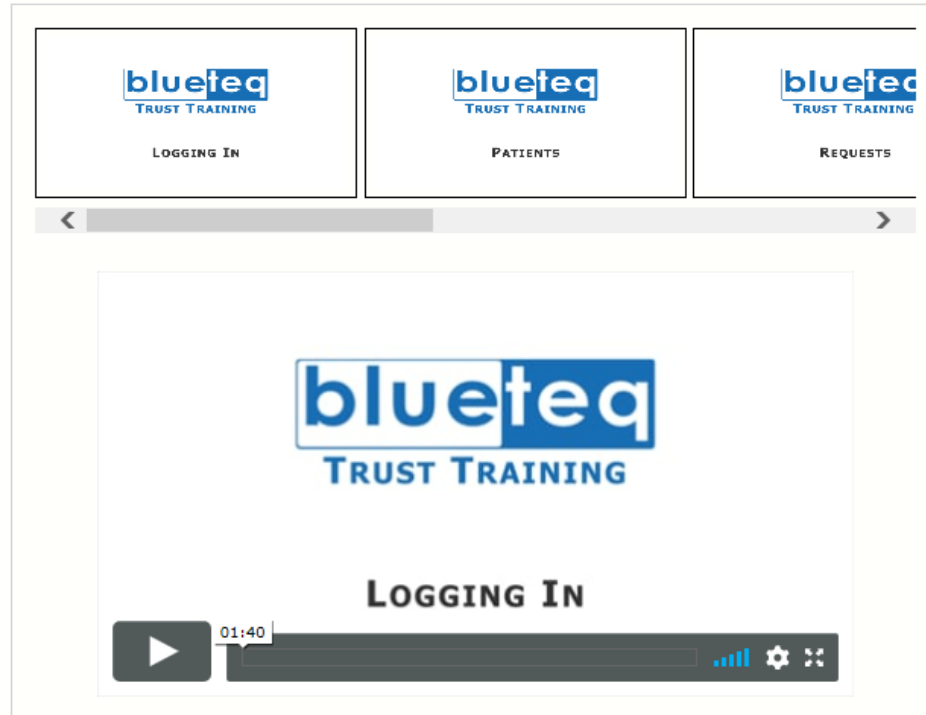 blueteq
TRUST TRAINING
LOGGING IN
blueteq
TRUST TRAINING
PATIENTS
blueteq
TRUST TRAINING
REQUESTS
blueteq
TRUST TRAINING
LOGGING IN
01:40